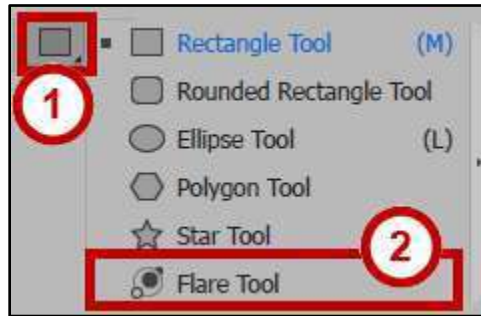 1
Rectangle Tool (M)
Rounded Rectangle Tool
Ellipse Tool (L)
Polygon Tool
Star Tool
2
Flare Tool